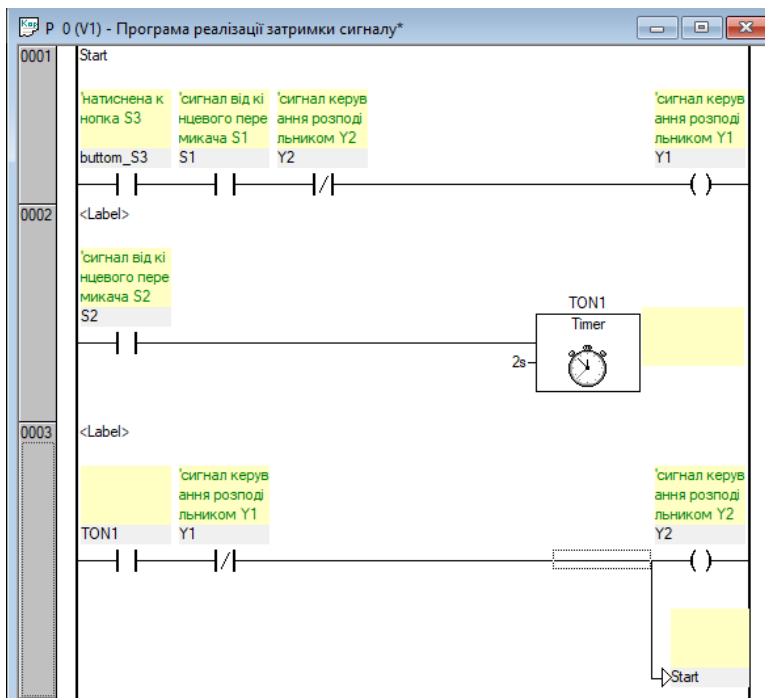 P 0 (V1) - Програма реалізації затримки сигналу*
0001
Start
'натиснена к
нопка S3
buttom_S3
'сигнал від кі
нцевого пере
микача S1
S1
'сигнал керув
ання розподі
льником Y2
Y2
'сигнал керув
ання розподі
льником Y1
Y1
0002
<Label>
'сигнал від кі
нцевого пере
микача S2
S2
TON1
Timer
2s
0003
<Label>
TON1
'сигнал керув
ання розподі
льником Y1
Y1
'сигнал керув
ання розподі
льником Y2
Y2
Start